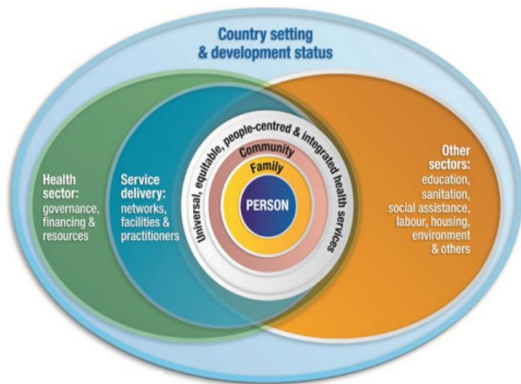 Country setting
& development status
Health
sector:
governance,
financing &
resources
Service
delivery:
networks,
facilities &
practitioners
Universal, equitable, people-centred & integrated health services
Community
Family
PERSON
Other
sectors:
education,
sanitation,
social assistance,
labour, housing,
environment
& others